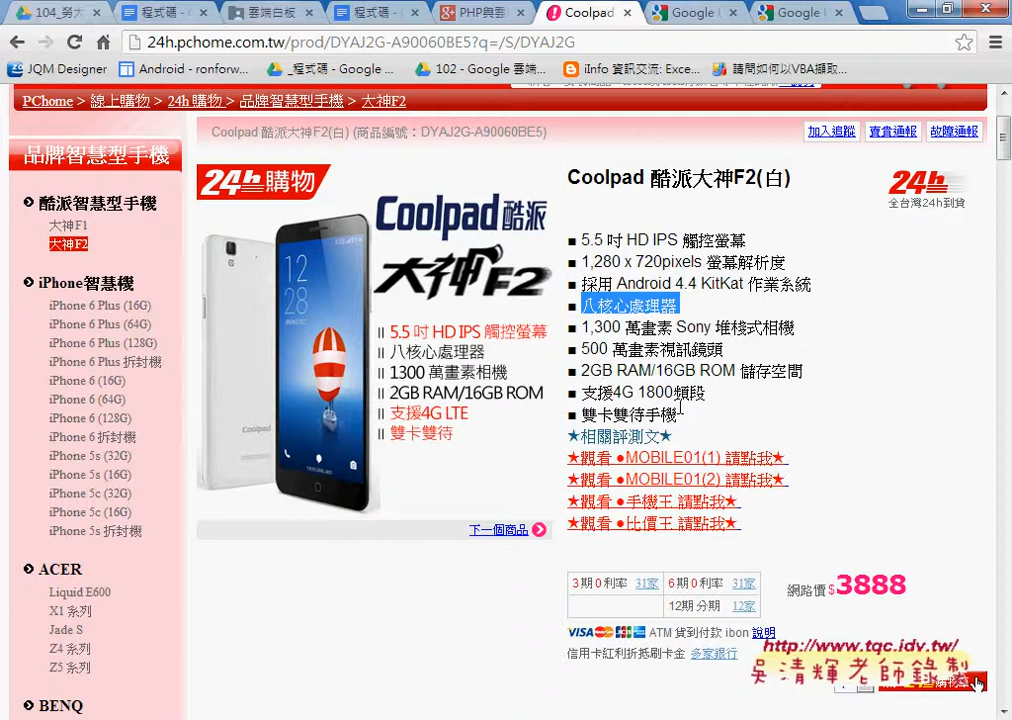 104_勞大
程式碼 - G
雲端白板
程式碼 - G
PHP與雲
Coolpad
Google
Google
24h.pchome.com.tw/prod/DYAJ2G-A90060BE5?q=/S/DYAJ2G
JQM Designer
Android - ronforw...
_程式碼 - Google ...
102 - Google 雲端...
iInfo 資訊交流: Exce...
請問如何以VBA擷取...
PChome > 線上購物 > 24h 購物 > 品牌智慧型手機 > 大神F2
品牌智慧型手機
酷派智慧型手機
大神F1
大神F2
iPhone智慧機
iPhone 6 Plus (16G)
iPhone 6 Plus (64G)
iPhone 6 Plus (128G)
iPhone 6 Plus 拆封機
iPhone 6 (16G)
iPhone 6 (64G)
iPhone 6 (128G)
iPhone 6 拆封機
iPhone 5s (32G)
iPhone 5s (16G)
iPhone 5c (32G)
iPhone 5c (16G)
iPhone 5s 拆封機
ACER
Liquid E600
X1 系列
Jade S
Z4 系列
Z5 系列
BENQ
Coolpad 酷派大神F2(白) (商品編號：DYAJ2G-A90060BE5)
加入追蹤
賣貴通報
故障通報
24h購物
Coolpad酷派
大神F2
5.5 吋 HD IPS 觸控螢幕
八核心處理器
1300 萬畫素相機
2GB RAM/16GB ROM
支援4G LTE
雙卡雙待
coolpad
12
28
下一個商品
Coolpad 酷派大神F2(白)
24h
全台灣24h到貨
■ 5.5 吋 HD IPS 觸控螢幕
■ 1,280 x 720pixels 螢幕解析度
■ 採用 Android 4.4 KitKat 作業系統
■ 八核心處理器
■ 1,300 萬畫素 Sony 堆棧式相機
■ 500 萬畫素視訊鏡頭
■ 2GB RAM/16GB ROM 儲存空間
■ 支援4G 1800頻段
■ 雙卡雙待手機
★相關評測文★
★觀看 ●MOBILE01(1) 請點我★
★觀看 ●MOBILE01(2) 請點我★
★觀看 ●手機王 請點我★
★觀看 ●比價王 請點我★
3期0利率 31家 6期0利率 31家
12期分期 12家
網路價$3888
VISA JCB ATM 貨到付款 ibon 說明
信用卡紅利折抵刷卡金 多家銀行
http://www.tqc.idv.tw/
吳清輝老師錄製